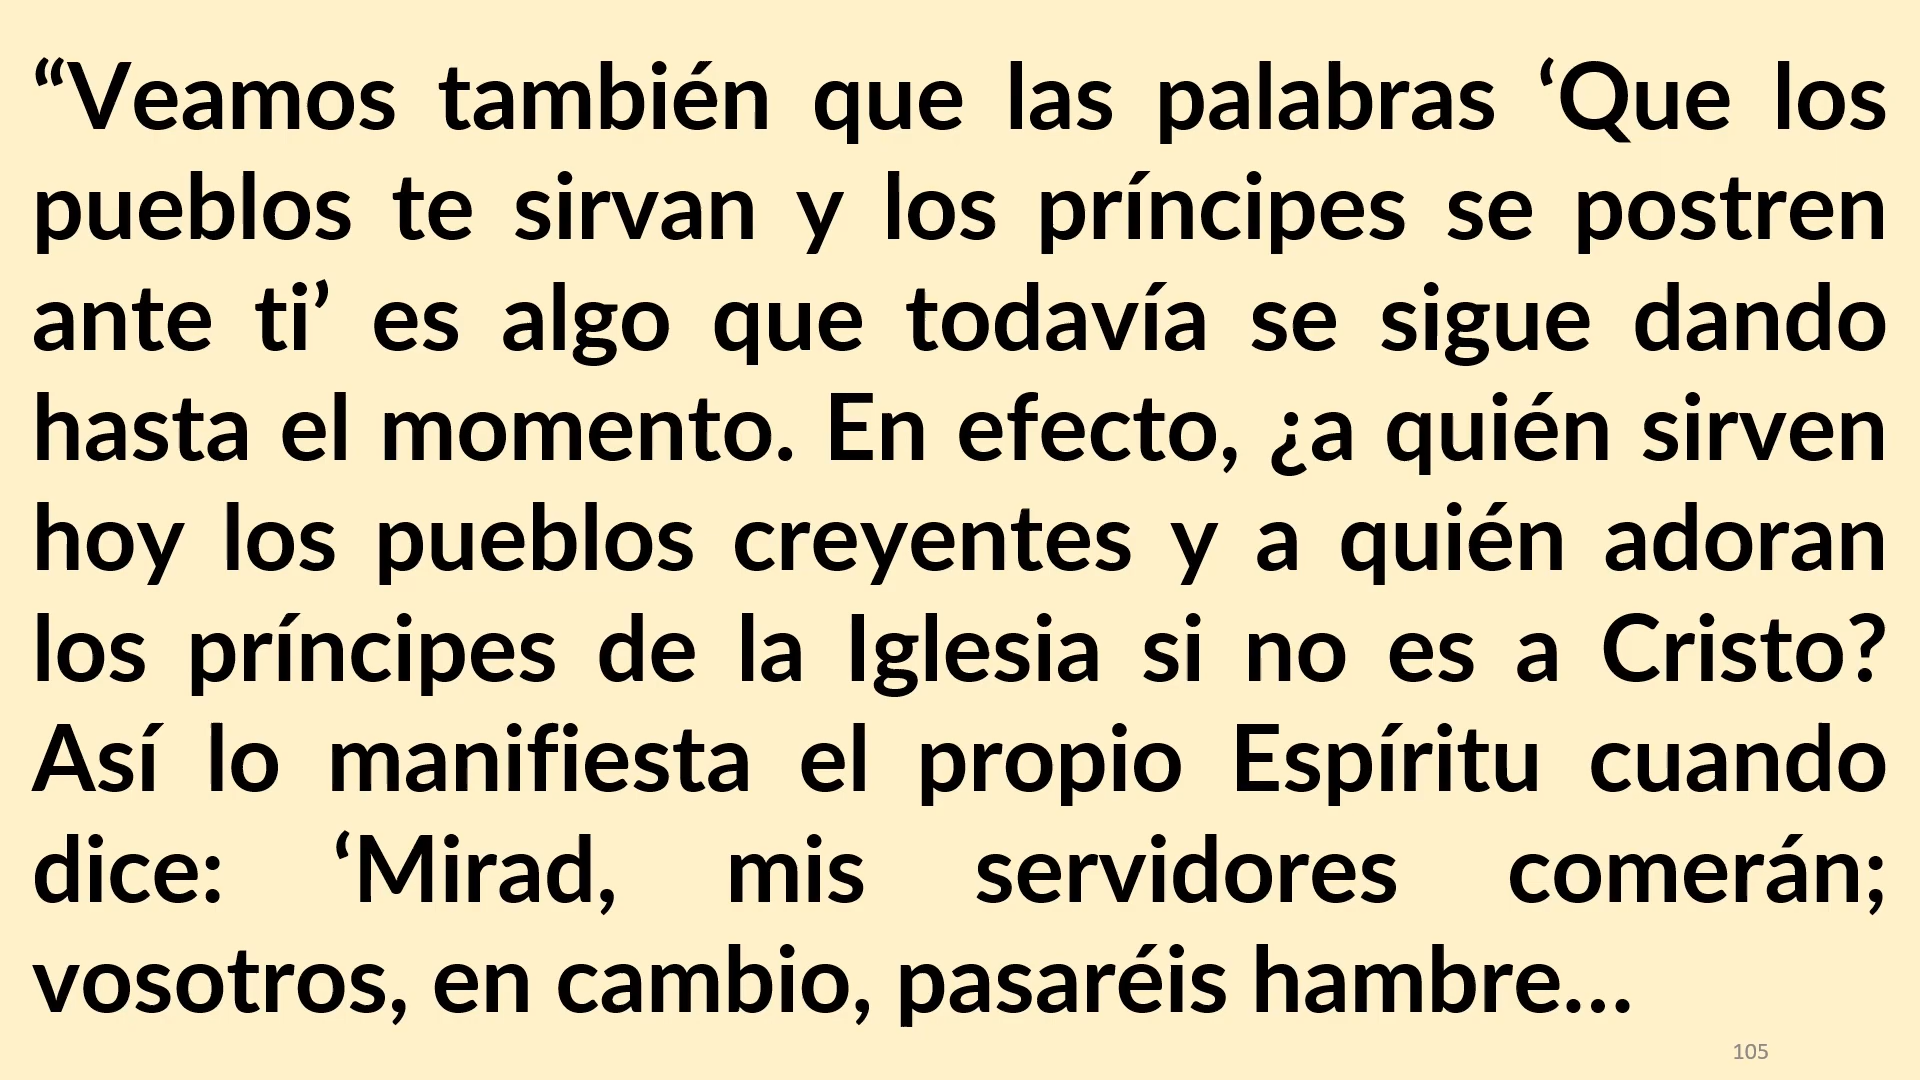 “Veamos también que las palabras ‘Que los
pueblos te sirvan y los príncipes se postren
ante ti’ es algo que todavía se sigue dando
hasta el momento. En efecto, ¿a quién sirven
hoy los pueblos creyentes y a quién adoran
los príncipes de la Iglesia si no es a Cristo?
Así lo manifiesta el propio Espíritu cuando
dice: ‘Mirad, mis servidores comerán;
vosotros, en cambio, pasaréis hambre…
105